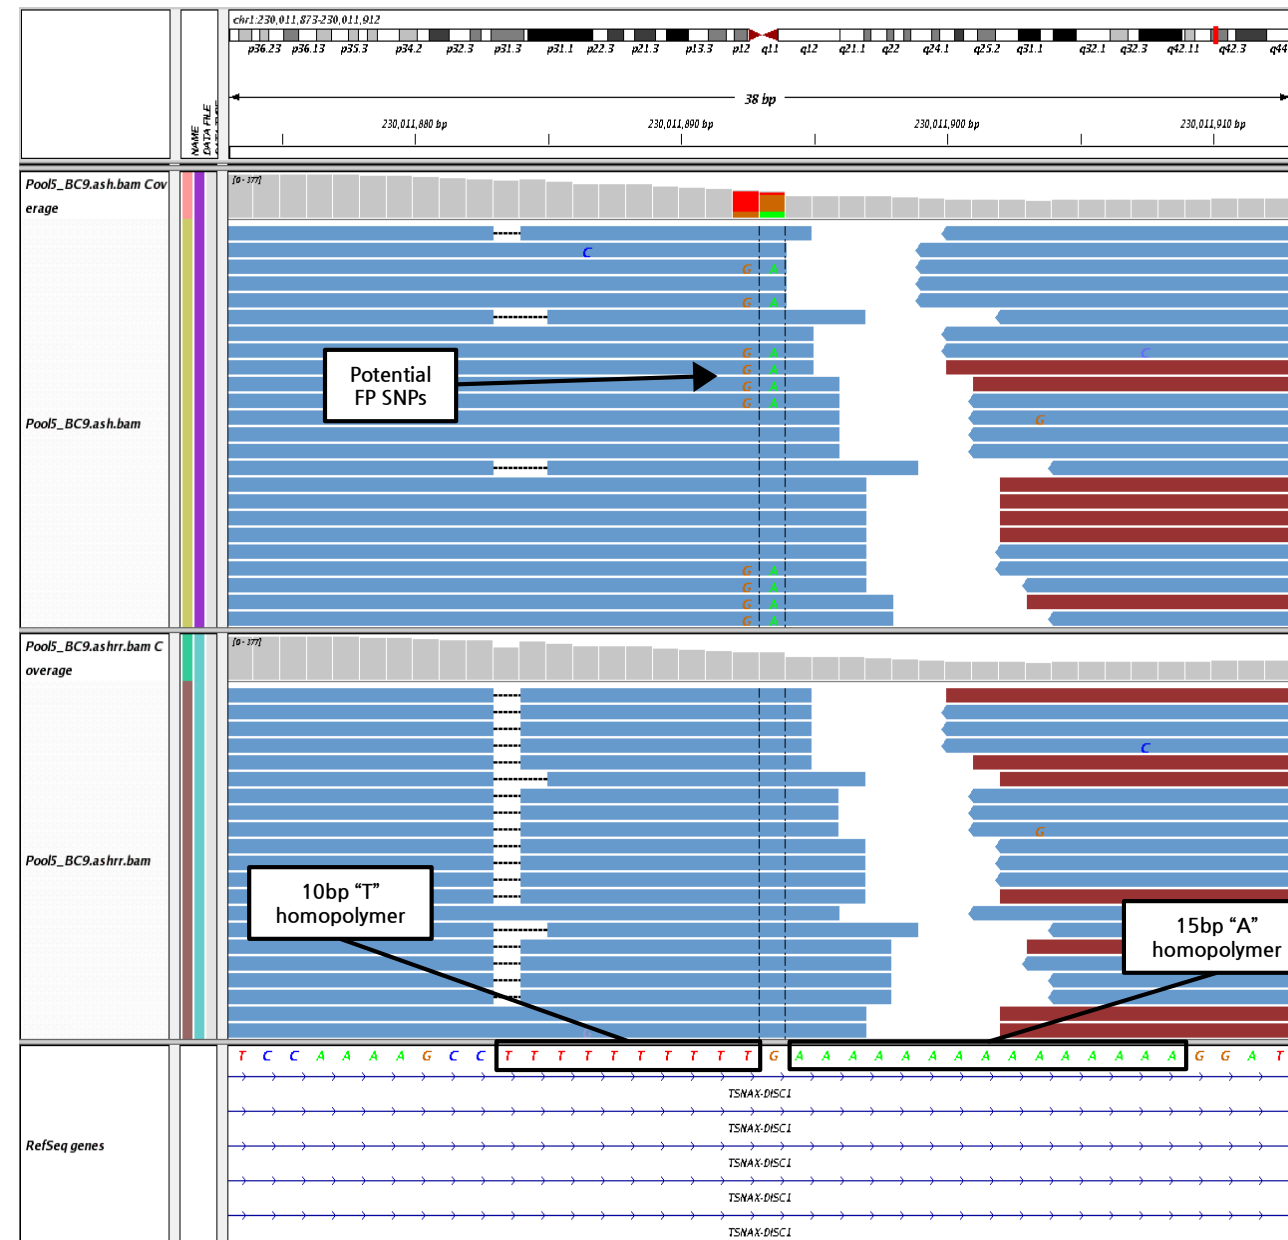 chr1:230,011,873-230,011,912
p36.23 p36.13 p35.3 p34.2 p32.3 p31.3 p31.1 p22.3 p21.3 p13.3 p12 q11 q12 q21.1 q22 q24.1 q25.2 q31.1 q32.1 q32.3 q42.11 q42.3 q44
38 bp
NAME
DATA FILE
230,011,880 bp 230,011,890 bp 230,011,900 bp 230,011,910 bp
Pool5_BC9.ash.bam Cov
erage
[0 - 377]
C
G A
G A
G A C
G A
Potential
FP SNPs
G A
G A
G
Pool5_BC9.ash.bam
G A
G A
G A
G A
Pool5_BC9.ashrr.bam C
overage
[0 - 377]
C
G
Pool5_BC9.ashrr.bam
10bp “T”
homopolymer
15bp “A”
homopolymer
T C C A A A A G C C T T T T T T T T T T G A A A A A A A A A A A A A A A G G A T
RefSeq genes
TSNAX-DISC1
TSNAX-DISC1
TSNAX-DISC1
TSNAX-DISC1
TSNAX-DISC1